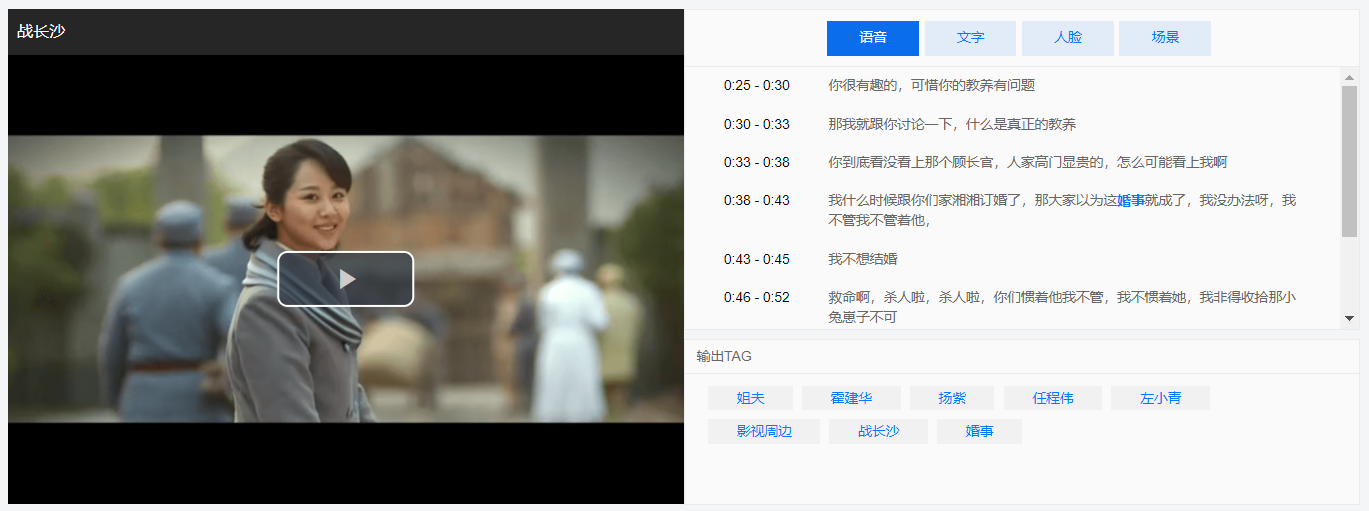 战长沙
语音 文字 人脸 场景
0:25 - 0:30 你很有趣的，可惜你的教养有问题
0:30 - 0:33 那我就跟你讨论一下，什么是真正的教养
0:33 - 0:38 你到底看没看上那个顾长官，人家高门显贵的，怎么可能看上我啊
0:38 - 0:43 我什么时候跟你们家湘湘订婚了，那大家以为这婚事就成了，我没办法呀，我
不管我不管着他，
0:43 - 0:45 我不想结婚
0:46 - 0:52 救命啊，杀人啦，杀人啦，你们惯着他我不管，我不惯着她，我非得收拾那小
兔崽子不可
输出TAG
姐夫 霍建华 扬紫 任程伟 左小青
影视周边 战长沙 婚事